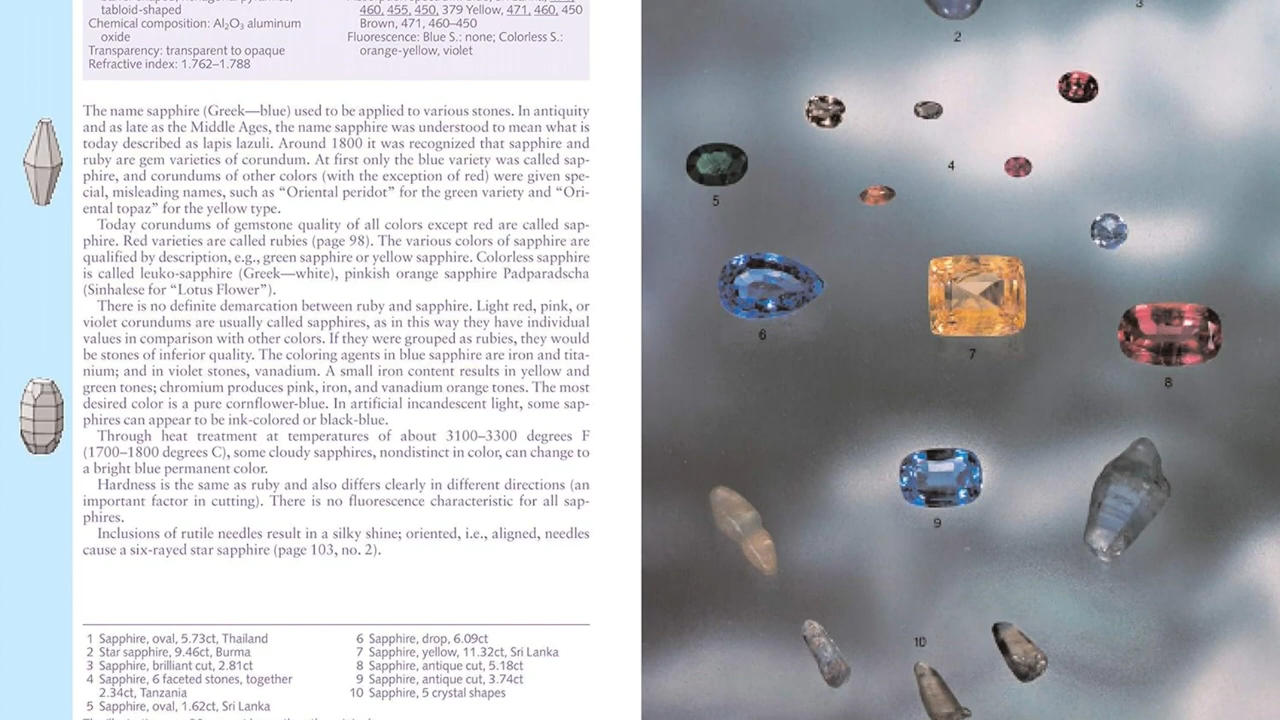 tabloid-shaped
Chemical composition: Al₂O₃ aluminum
oxide
Transparency: transparent to opaque
Refractive index: 1.762–1.788
460, 455, 450, 379 Yellow, 471, 460, 450
Brown, 471, 460–450
Fluorescence: Blue S.: none; Colorless S.:
orange-yellow, violet
The name sapphire (Greek—blue) used to be applied to various stones. In antiquity
and as late as the Middle Ages, the name sapphire was understood to mean what is
today described as lapis lazuli. Around 1800 it was recognized that sapphire and
ruby are gem varieties of corundum. At first only the blue variety was called sap-
phire, and corundums of other colors (with the exception of red) were given spe-
cial, misleading names, such as “Oriental peridot” for the green variety and “Ori-
ental topaz” for the yellow type.
Today corundums of gemstone quality of all colors except red are called sap-
phire. Red varieties are called rubies (page 98). The various colors of sapphire are
qualified by description, e.g., green sapphire or yellow sapphire. Colorless sapphire
is called leuko-sapphire (Greek—white), pinkish orange sapphire Padparadscha
(Sinhalese for “Lotus Flower”).
There is no definite demarcation between ruby and sapphire. Light red, pink, or
violet corundums are usually called sapphires, as in this way they have individual
values in comparison with other colors. If they were grouped as rubies, they would
be stones of inferior quality. The coloring agents in blue sapphire are iron and tita-
nium; and in violet stones, vanadium. A small iron content results in yellow and
green tones; chromium produces pink, iron, and vanadium orange tones. The most
desired color is a pure cornflower-blue. In artificial incandescent light, some sap-
phires can appear to be ink-colored or black-blue.
Through heat treatment at temperatures of about 3100–3300 degrees F
(1700–1800 degrees C), some cloudy sapphires, nondistinct in color, can change to
a bright blue permanent color.
Hardness is the same as ruby and also differs clearly in different directions (an
important factor in cutting). There is no fluorescence characteristic for all sap-
phires.
Inclusions of rutile needles result in a silky shine; oriented, i.e., aligned, needles
cause a six-rayed star sapphire (page 103, no. 2).
1 Sapphire, oval, 5.73ct, Thailand
2 Star sapphire, 9.46ct, Burma
3 Sapphire, brilliant cut, 2.81ct
4 Sapphire, 6 faceted stones, together
2.34ct, Tanzania
5 Sapphire, oval, 1.62ct, Sri Lanka
6 Sapphire, drop, 6.09ct
7 Sapphire, yellow, 11.32ct, Sri Lanka
8 Sapphire, antique cut, 5.18ct
9 Sapphire, antique cut, 3.74ct
10 Sapphire, 5 crystal shapes
2
3
4
5
6
7
8
9
10